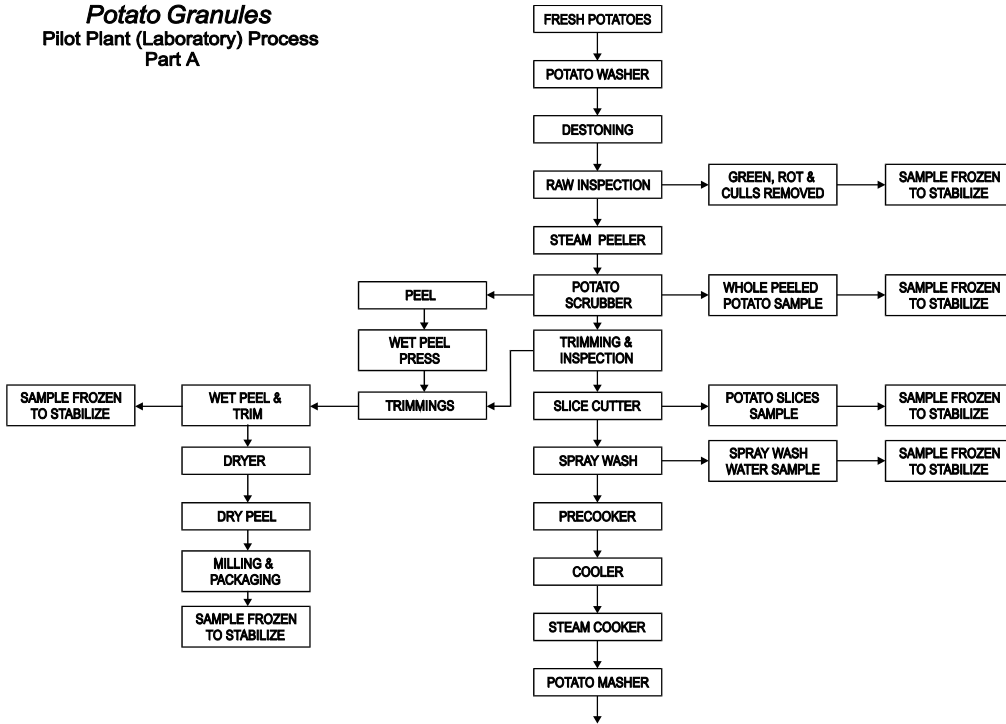 Potato Granules
Pilot Plant (Laboratory) Process
Part A
FRESH POTATOES
POTATO WASHER
DESTONING
RAW INSPECTION
GREEN, ROT &
CULLS REMOVED
SAMPLE FROZEN
TO STABILIZE
STEAM PEELER
PEEL
POTATO
SCRUBBER
WHOLE PEELED
POTATO SAMPLE
SAMPLE FROZEN
TO STABILIZE
WET PEEL
PRESS
TRIMMING &
INSPECTION
SAMPLE FROZEN
TO STABILIZE
WET PEEL &
TRIM
TRIMMINGS
SLICE CUTTER
POTATO SLICES
SAMPLE
SAMPLE FROZEN
TO STABILIZE
DRYER
SPRAY WASH
SPRAY WASH
WATER SAMPLE
SAMPLE FROZEN
TO STABILIZE
DRY PEEL
PRECOOKER
MILLING &
PACKAGING
COOLER
SAMPLE FROZEN
TO STABILIZE
STEAM COOKER
POTATO MASHER